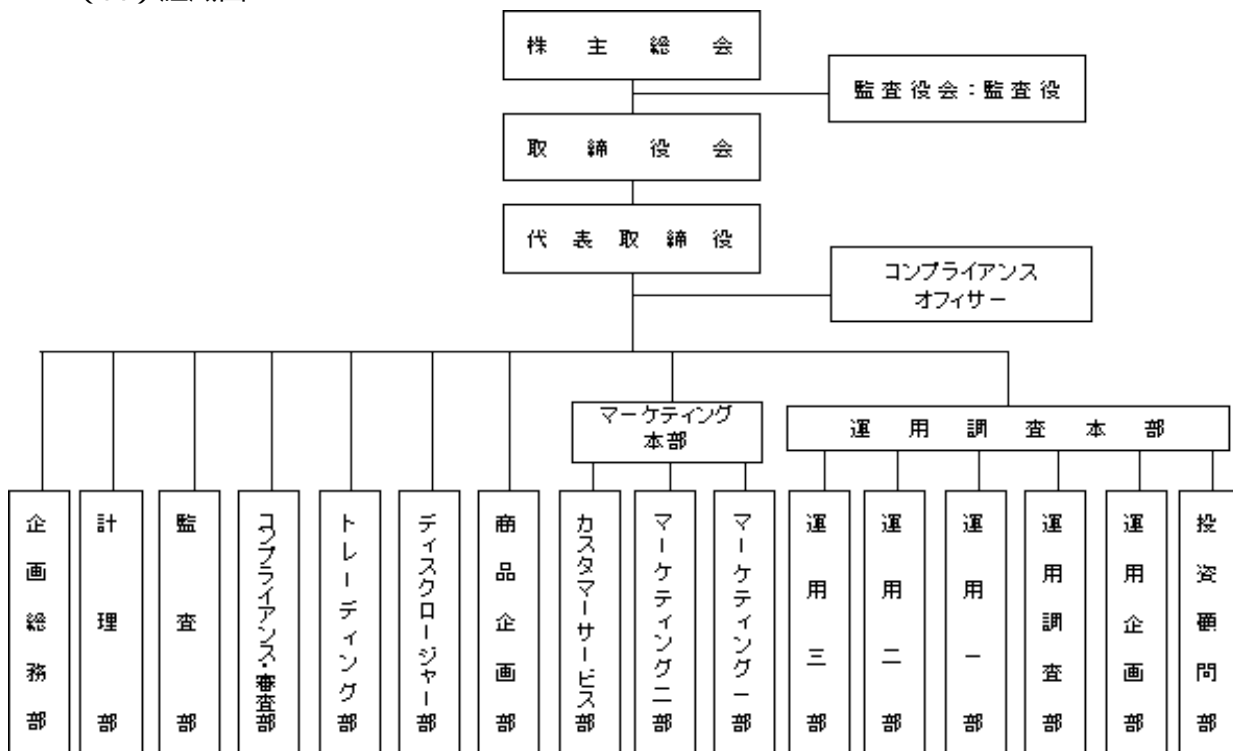 株主総会
監査役会：監査役
取締役会
代表取締役
コンプライアンス
オフィサー
マーケティング
本部
運用調査本部
企画総務部
計理部
監査部
コンプライアンス・審査部
トレーディング部
ディスクロージャー部
商品企画部
カスタマーサービス部
マーケティング二部
マーケティング一部
運用三部
運用二部
運用一部
運用調査部
運用企画部
投資顧問部